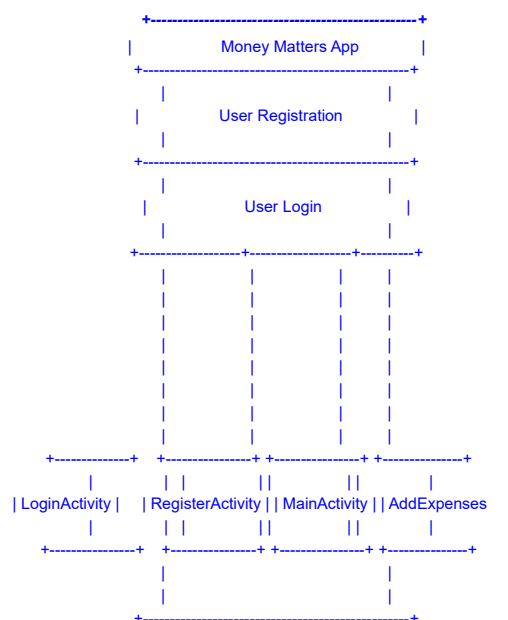 +------------------------------------------------+
| Money Matters App |
+------------------------------------------------+
| |
| User Registration |
| |
+------------------------------------------------+
| |
| User Login |
| |
+-------------------+-------------------+----------+
| | | |
| | | |
| | | |
| | | |
| | | |
| | | |
| | | |
| | | |
+--------------+ +----------------+ +----------------+ +---------------+
| | | | | | | |
| LoginActivity | | RegisterActivity | | MainActivity | | AddExpenses
| | | | | | | |
+----------------+ +----------------+ +----------------+ +---------------+
| |
| |
+------------------------------------------------+